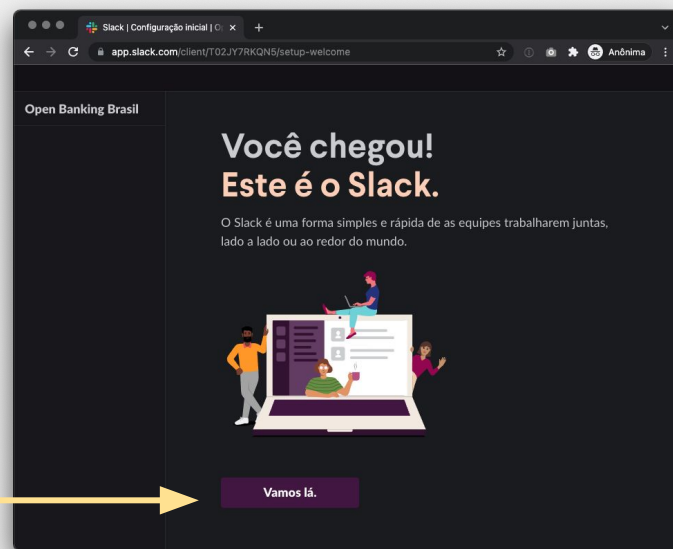 Slack | Configuração inicial | O
app.slack.com/client/T02JY7RKQN5/setup-welcome
Anônima
Open Banking Brasil
Você chegou!
Este é o Slack.
O Slack é uma forma simples e rápida de as equipes trabalharem juntas,
lado a lado ou ao redor do mundo.
Vamos lá.